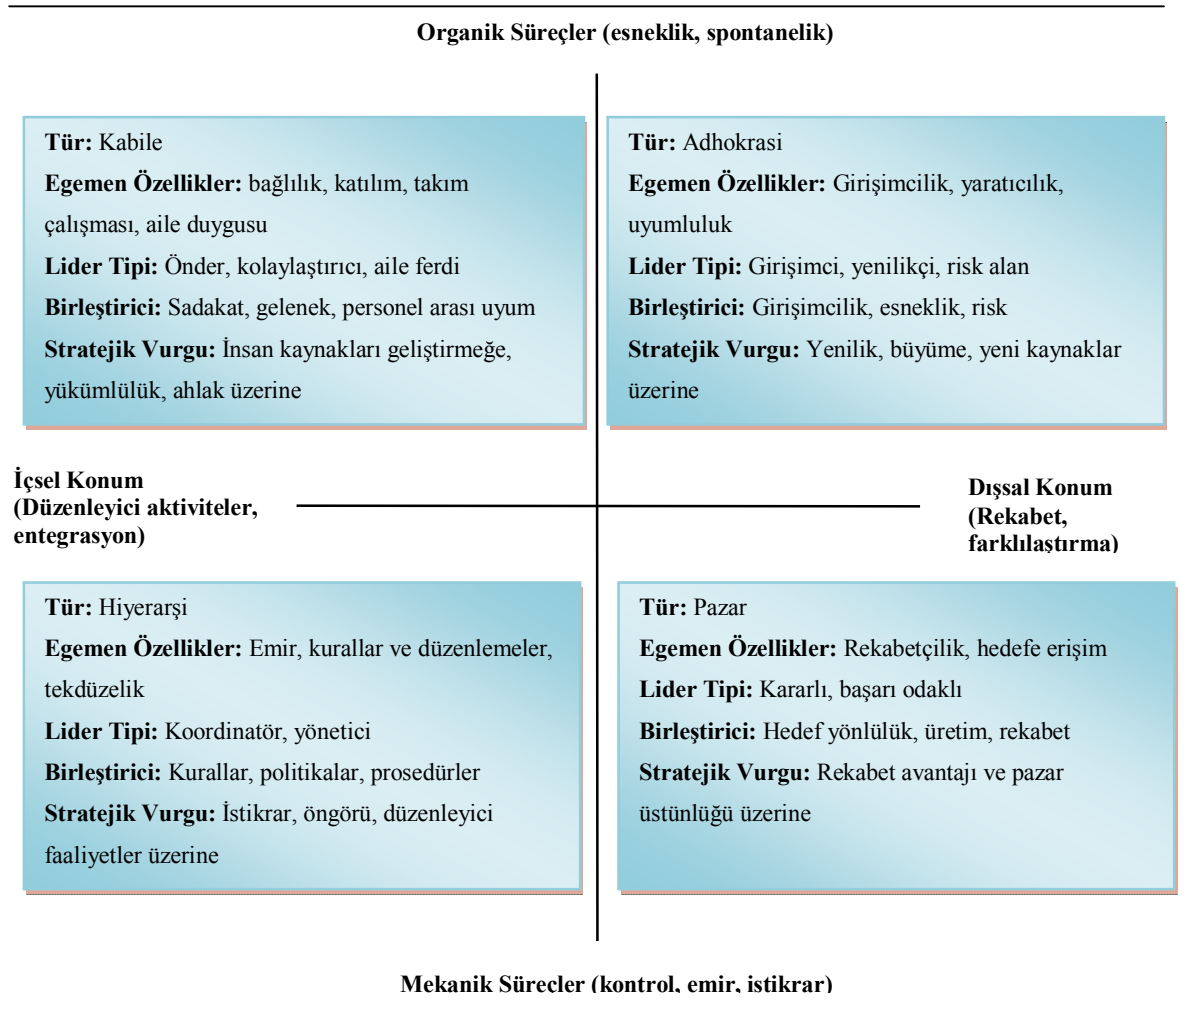 Organik Süreçler (esneklik, spontanelik)
Tür: Kabile
Egemen Özellikler: bağlılık, katılım, takım
çalışması, aile duygusu
Lider Tipi: Önder, kolaylaştırıcı, aile ferdi
Birleştirici: Sadakat, gelenek, personel arası uyum
Stratejik Vurgu: İnsan kaynakları geliştirmeğe,
yükümlülük, ahlak üzerine
Tür: Adhokrasi
Egemen Özellikler: Girişimcilik, yaratıcılık,
uyumluluk
Lider Tipi: Girişimci, yenilikçi, risk alan
Birleştirici: Girişimcilik, esneklik, risk
Stratejik Vurgu: Yenilik, büyüme, yeni kaynaklar
üzerine
İçsel Konum
(Düzenleyici aktiviteler,
entegrasyon)
Dışsal Konum
(Rekabet,
farklılaştırma)
Tür: Hiyerarşi
Egemen Özellikler: Emir, kurallar ve düzenlemeler,
tekdüzelik
Lider Tipi: Koordinatör, yönetici
Birleştirici: Kurallar, politikalar, prosedürler
Stratejik Vurgu: İstikrar, öngörü, düzenleyici
faaliyetler üzerine
Tür: Pazar
Egemen Özellikler: Rekabetçilik, hedefe erişim
Lider Tipi: Kararlı, başarı odaklı
Birleştirici: Hedef yönlülük, üretim, rekabet
Stratejik Vurgu: Rekabet avantajı ve pazar
üstünlüğü üzerine
Mekanik Süreçler (kontrol, emir, istikrar)